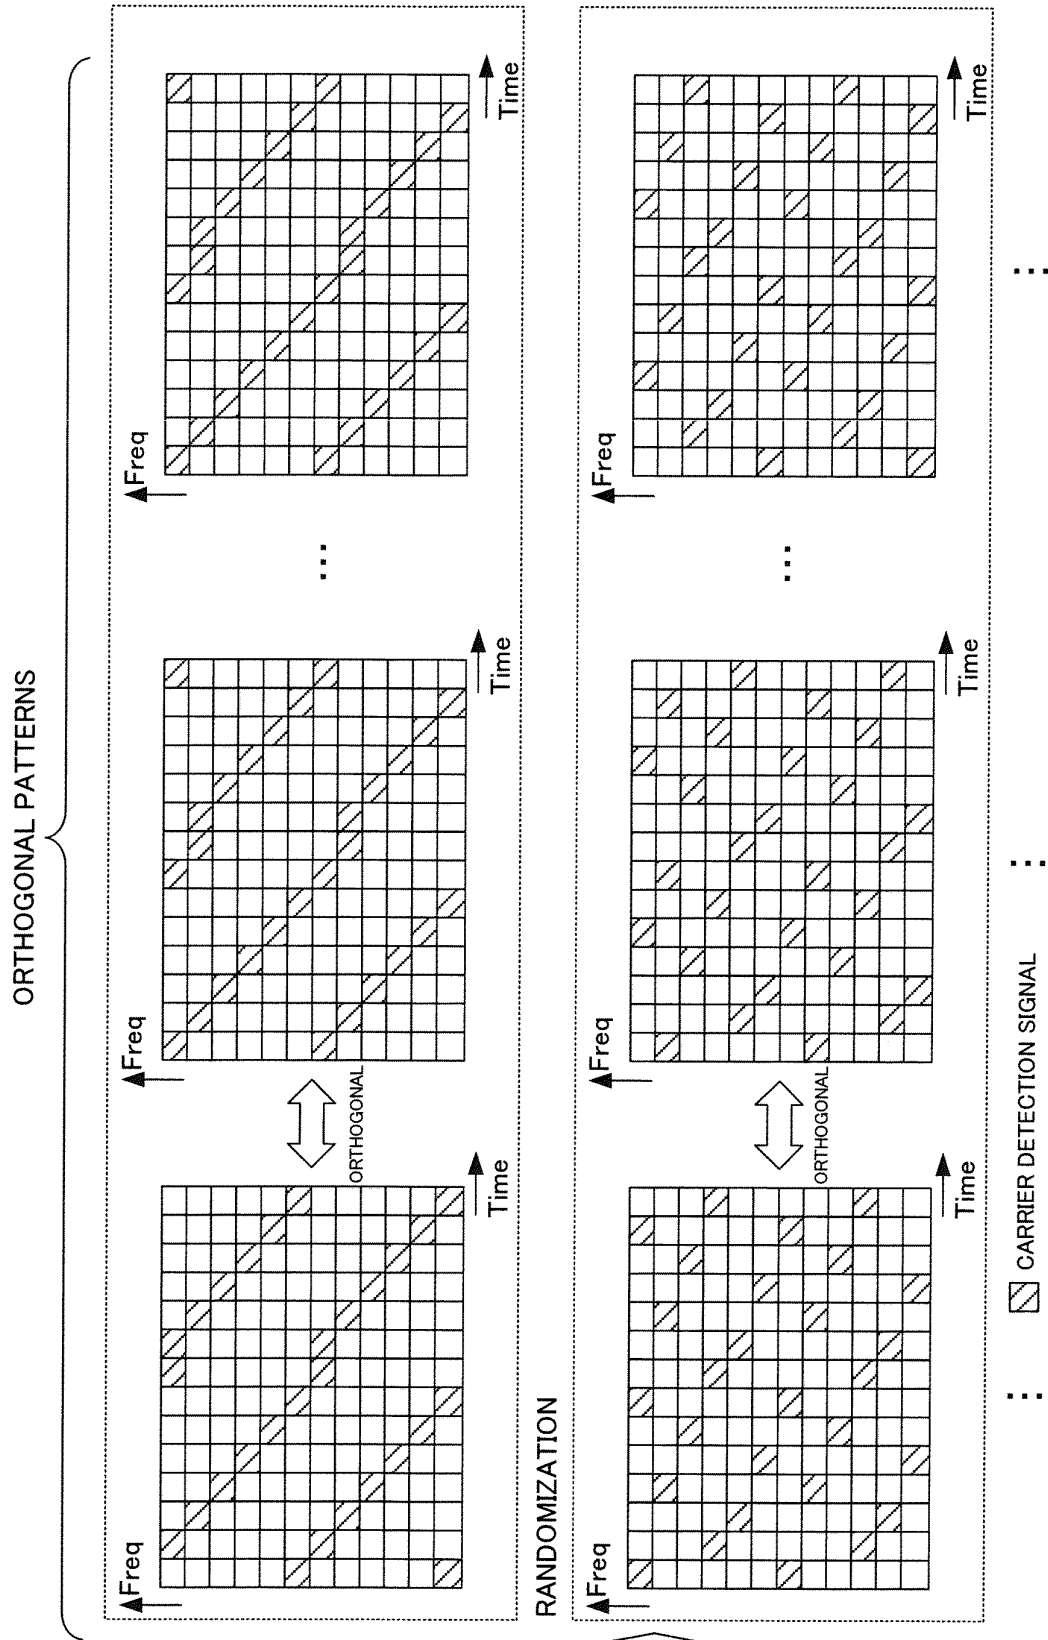 ORTHOGONAL PATTERNS
Freq
Time
ORTHOGONAL
Freq
Time
...
Freq
Time
RANDOMIZATION
Freq
Time
ORTHOGONAL
Freq
Time
...
Freq
Time
...
...
...
CARRIER DETECTION SIGNAL